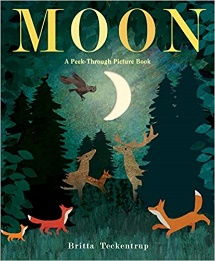 MOON
A Peek-Through Picture Book
Britta Teckentrup